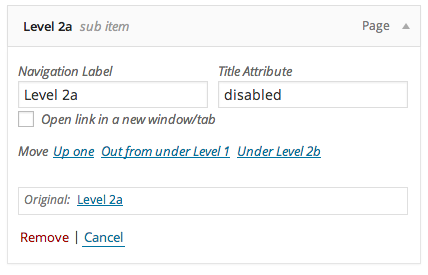 Level 2a sub item Page
Navigation Label Title Attribute
Level 2a disabled
Open link in a new window/tab
Move Up one Out from under Level 1 Under Level 2b
Original: Level 2a
Remove | Cancel